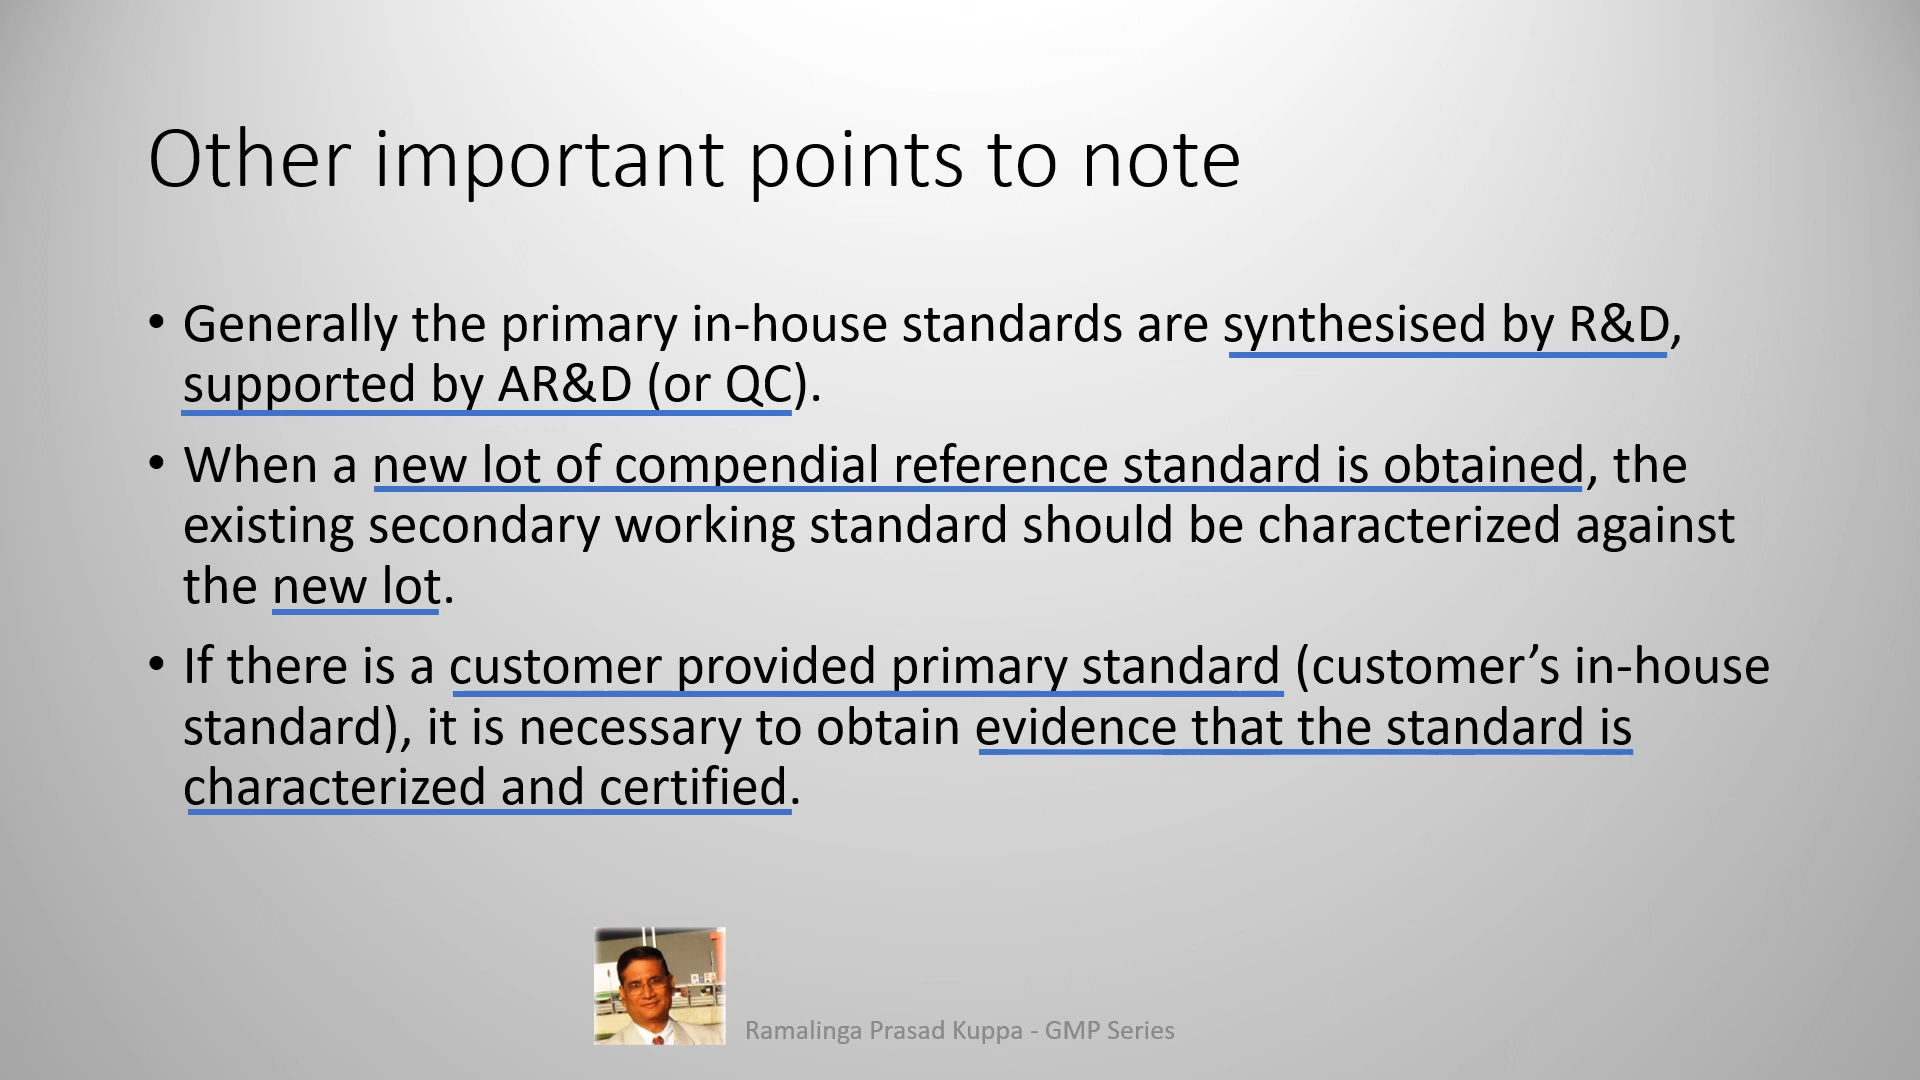 Other important points to note
• Generally the primary in-house standards are synthesised by R&D,
supported by AR&D (or QC).
• When a new lot of compendial reference standard is obtained, the
existing secondary working standard should be characterized against
the new lot.
• If there is a customer provided primary standard (customer’s in-house
standard), it is necessary to obtain evidence that the standard is
characterized and certified.
Ramalinga Prasad Kuppa - GMP Series